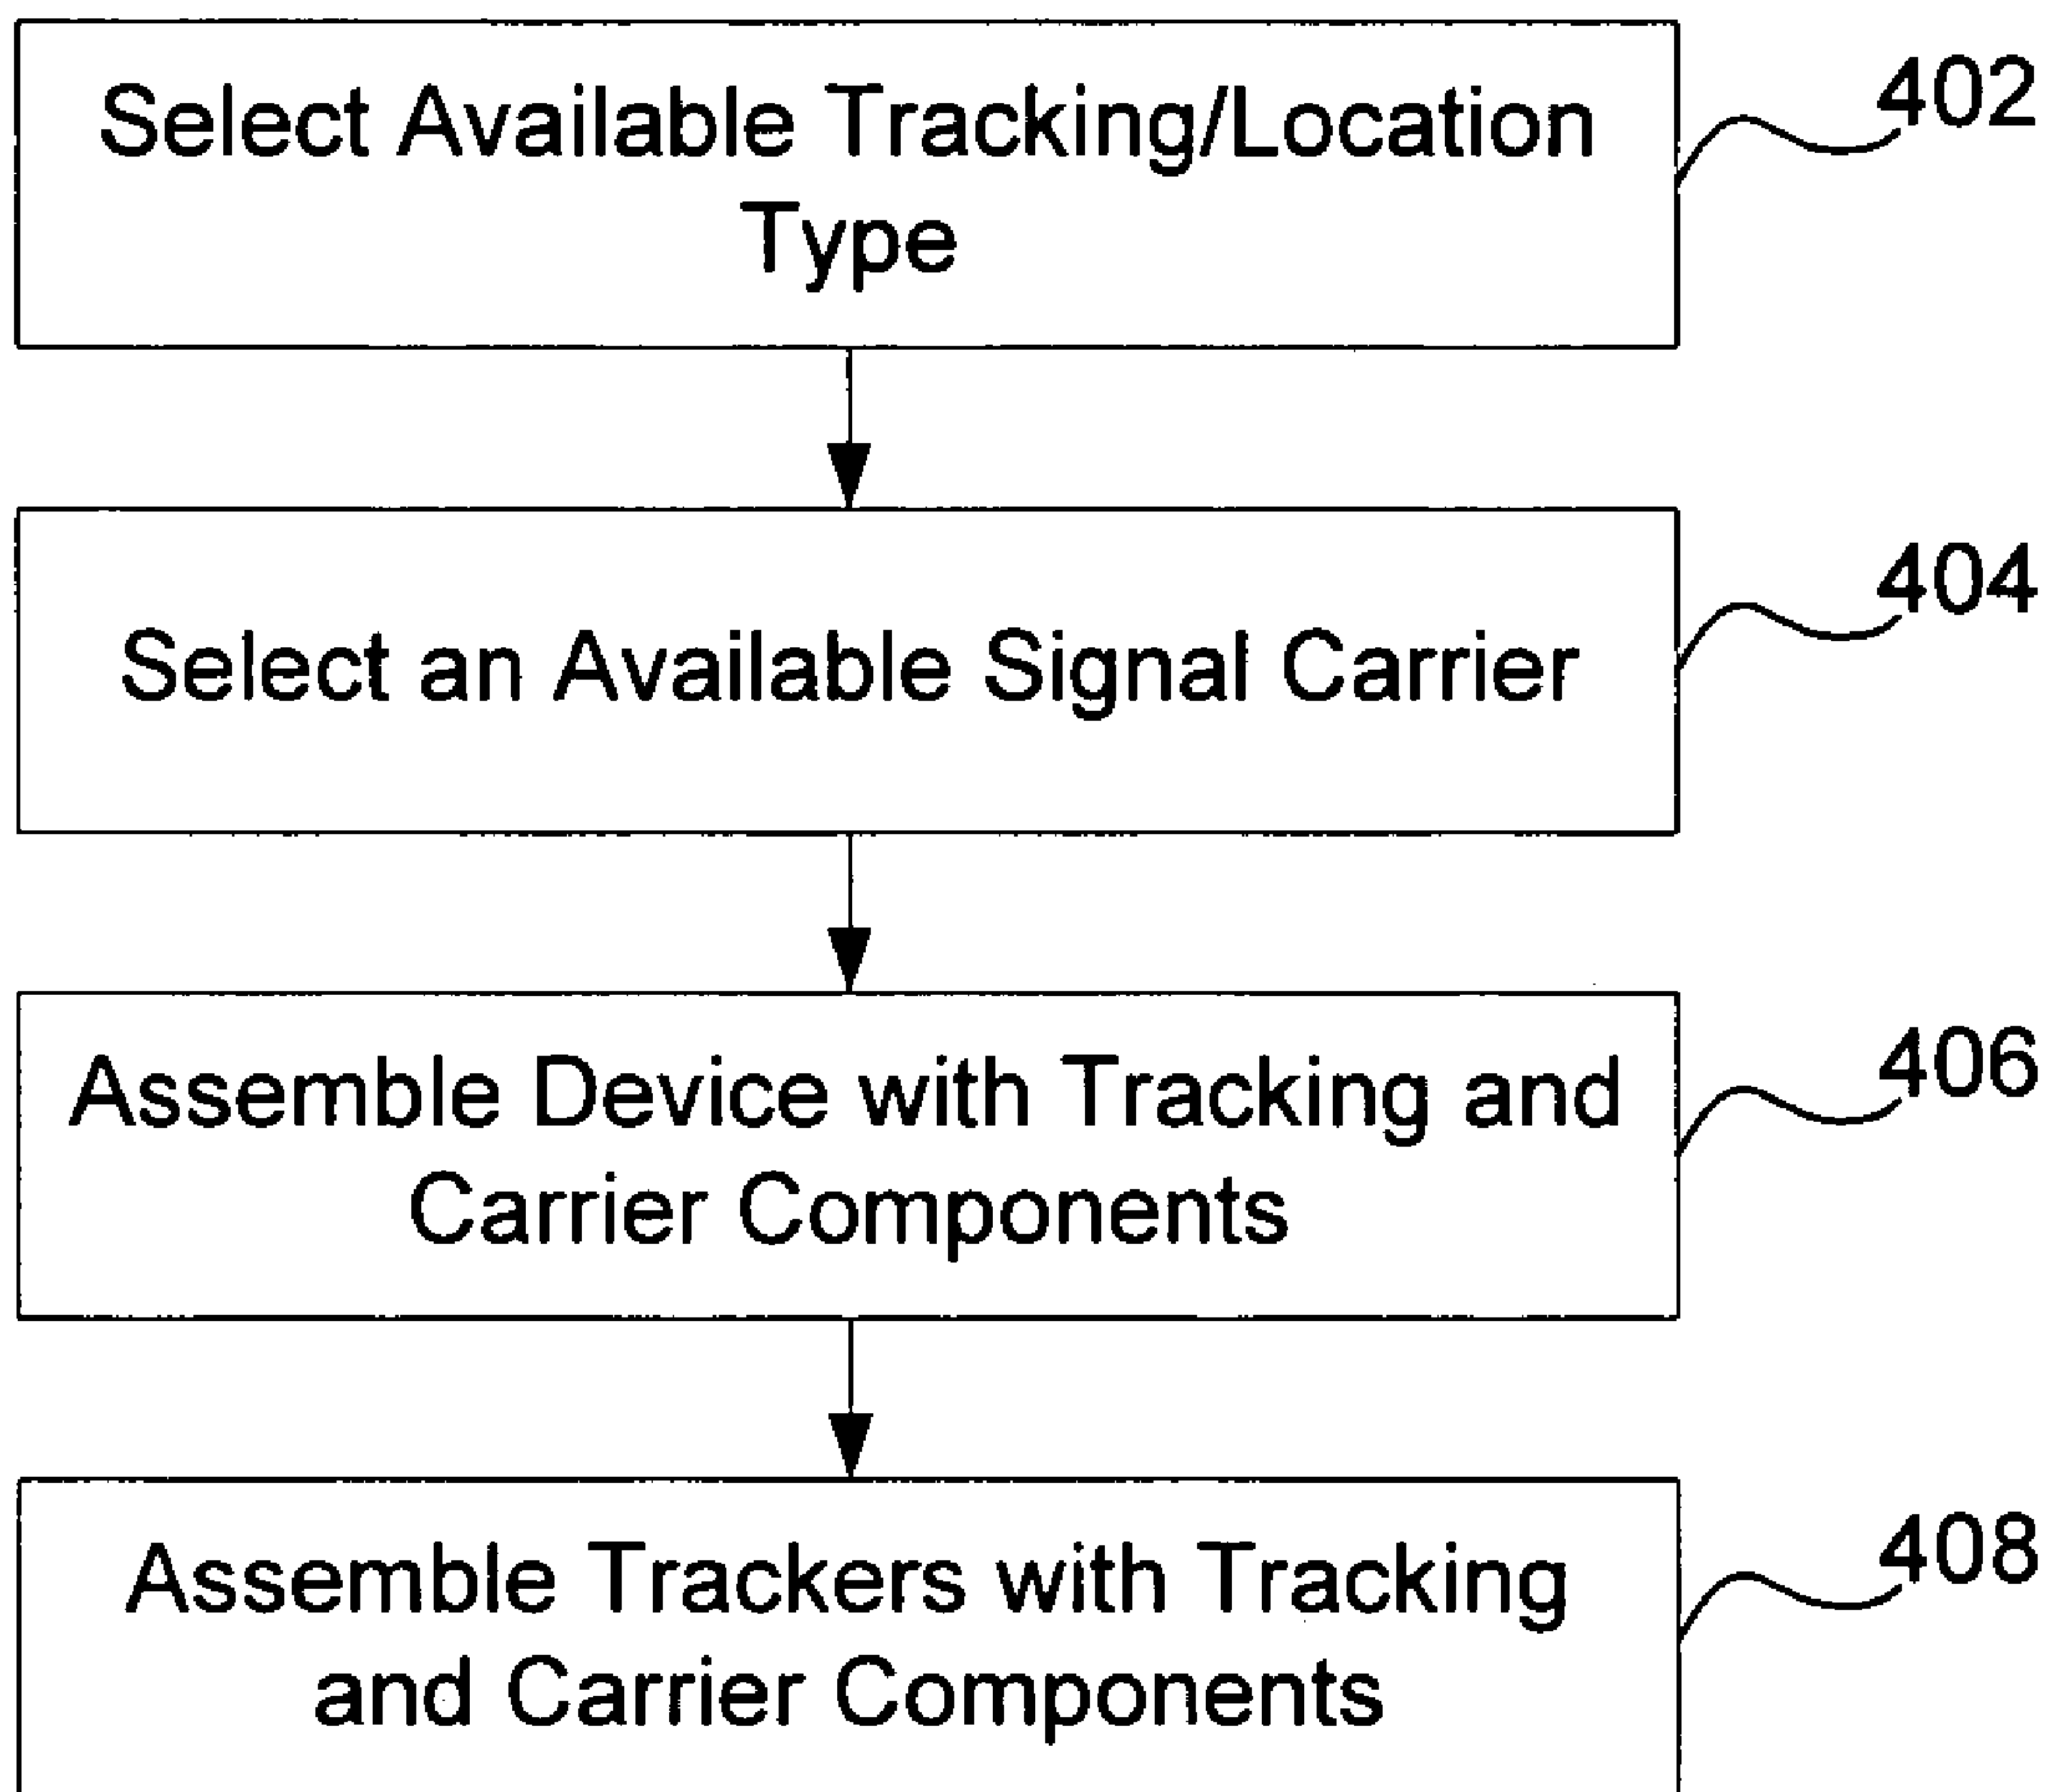 Select Available Tracking/Location
Type
402
Select an Available Signal Carrier
404
Assemble Device with Tracking and
Carrier Components
406
Assemble Trackers with Tracking
and Carrier Components
408